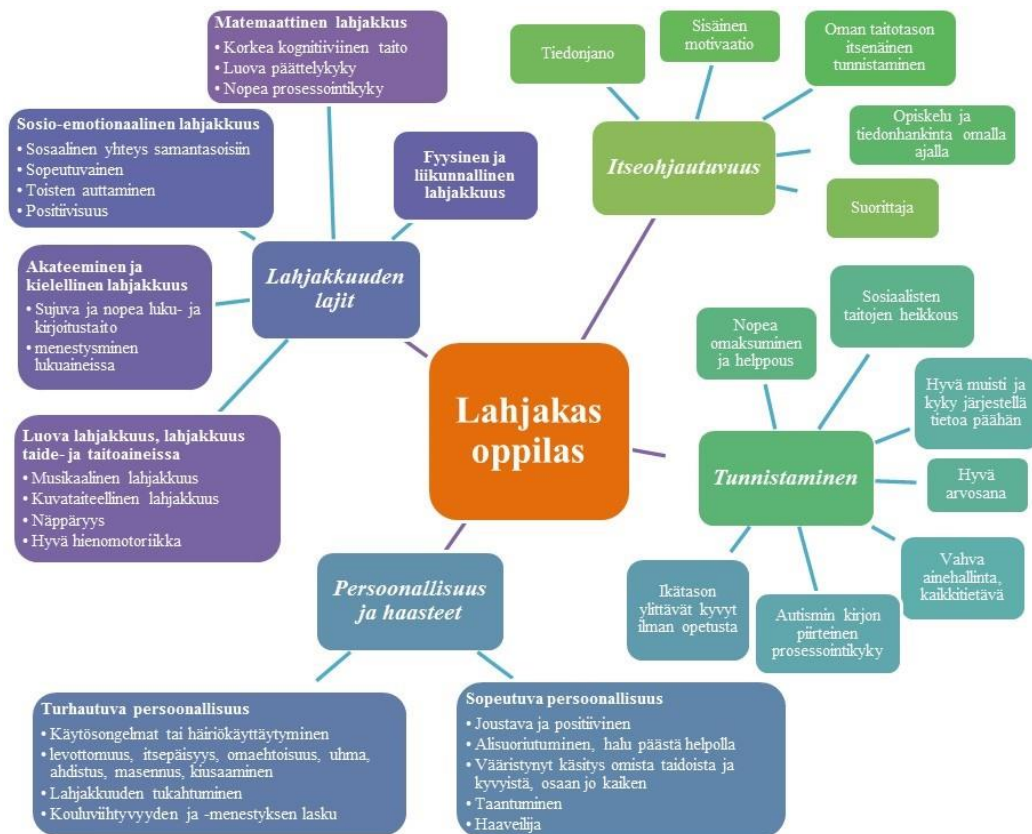 Matemaattinen lahjakkus
• Korkea kognitiiviinen taito
• Luova päättelykyky
• Nopea prosessointikyky
Sosio-emotionaalinen lahjakkuus
• Sosaalinen yhteys samantasoisiin
• Sopeutuvainen
• Toisten auttaminen
• Positiivisuus
Fyysinen ja
liikunnallinen
lahjakkuus
Akateeminen ja
kielellinen lahjakkuus
• Sujuva ja nopea luku- ja
kirjoitustaito
• menestysminen
lukuaineissa
Lahjakkuuden
lajit
Luova lahjakkuus, lahjakkuus
taide- ja taitoaineissa
• Musikaalinen lahjakkuus
• Kuvataiteellinen lahjakkuus
• Näppäryys
• Hyvä hienomotoriikka
Tiedonjano
Sisäinen
motivaatio
Oman taitotason
itsenäinen
tunnistaminen
Opiskelu ja
tiedonhankinta omalla
ajalla
Suorittaja
Itseohjautuvuus
Lahjakas
oppilas
Nopea
omaksuminen
ja helppous
Sosiaalisten
taitojen heikkous
Hyvä muisti ja
kyky järjestellä
tietoa päähän
Hyvä
arvosana
Tunnistaminen
Vahva
ainehallinta,
kaikkitietävä
Autismin kirjon
piirteinen
prosessointikyky
Ikätason
ylittävät kyvyt
ilman opetusta
Persoonallisuus
ja haasteet
Turhautuva persoonallisuus
• Käytösongelmat tai häiriökäyttäytyminen
• levottomuus, itsepäisyys, omaehtoisuus, uhma,
ahdistus, masennus, kiusaaminen
• Lahjakkuuden tukahtuminen
• Kouluviihtyvyyden ja -menestyksen lasku
Sopeutuva persoonallisuus
• Joustava ja positiivinen
• Alisuoriutuminen, halu päästä helpolla
• Vääristynyt käsitys omista taidoista ja
kyvyistä, osaan jo kaiken
• Taantuminen
• Haaveilija